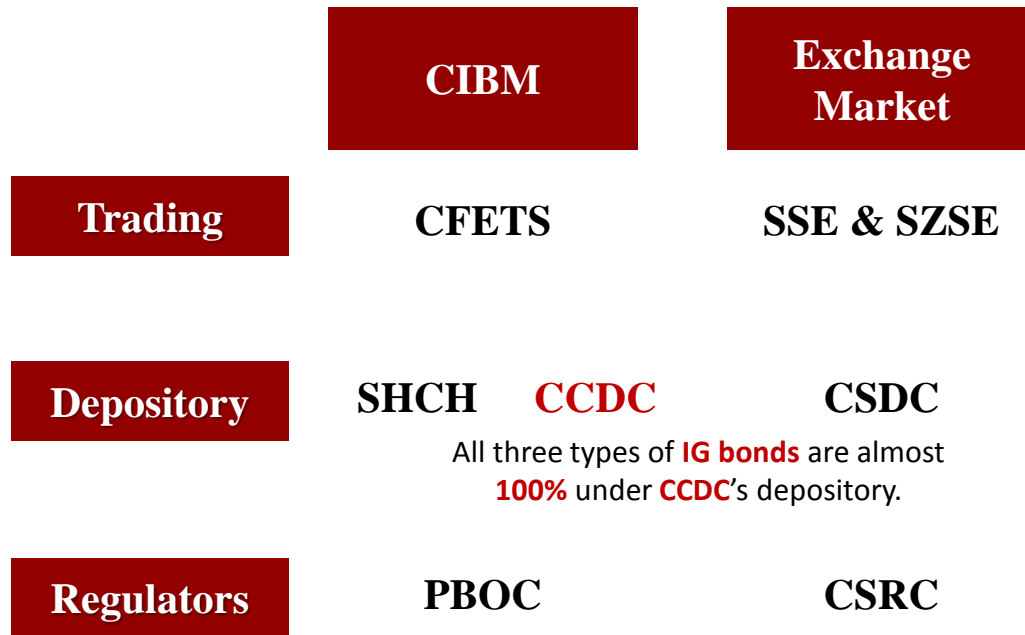 CIBM
Exchange
Market
Trading
CFETS
SSE & SZSE
Depository
SHCH
CCDC
CSDC
All three types of IG bonds are almost
100% under CCDC's depository.
Regulators
PBOC
CSRC